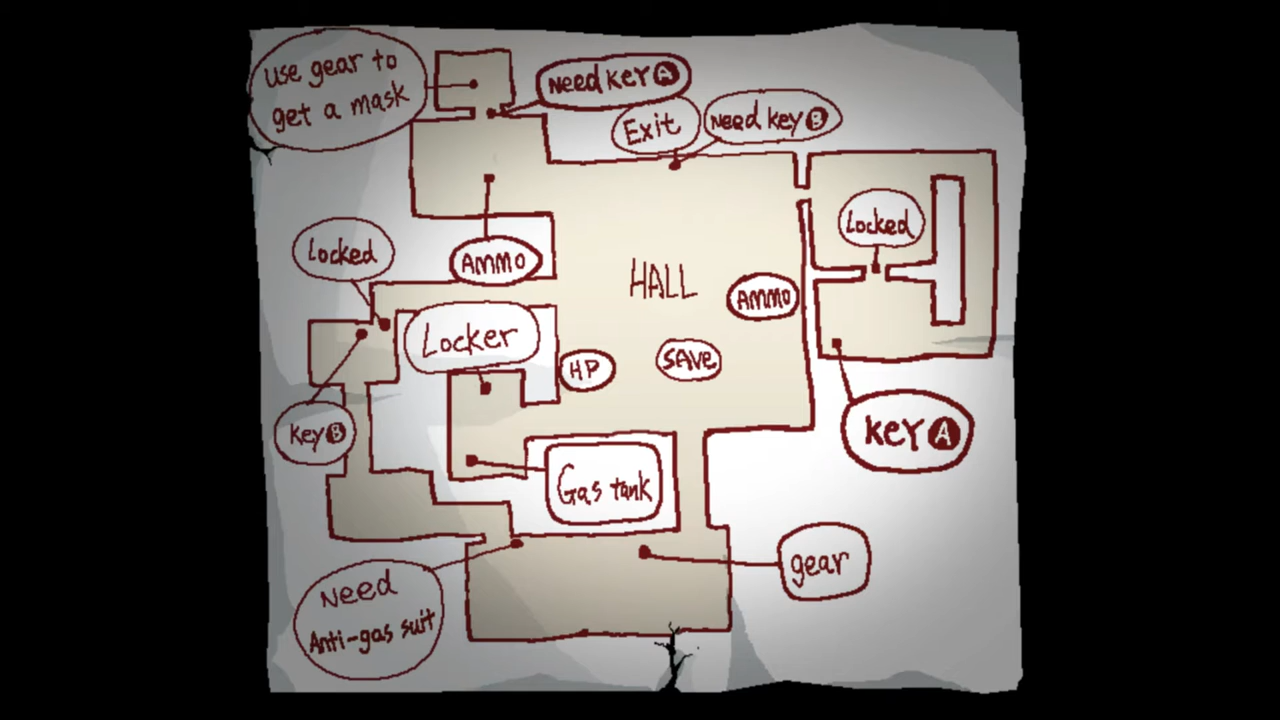 use gear to
get a mask
Need key A
Exit
Need key B
Locked
Locked
AMMO
HALL
AMMO
Locker
HP
SAVE
key B
key A
Gas tank
gear
Need
Anti-gas suit